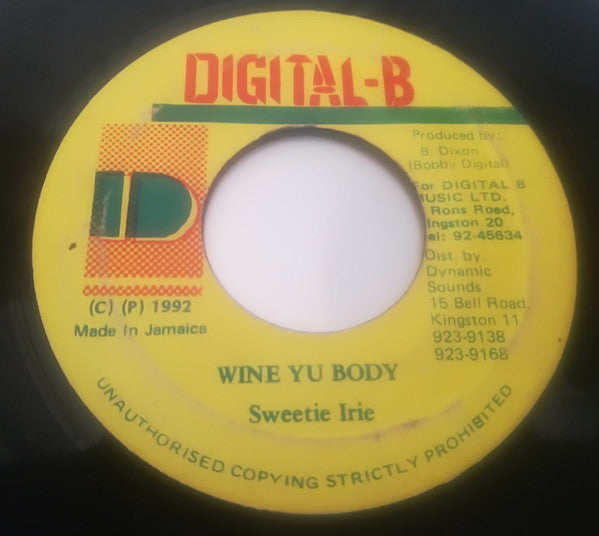 DIGITAL-B
Produced By:
B. Dixon
(Bobby Digital)
For DIGITAL B
MUSIC LTD.
Rons Road,
Kingston 20
Tel: 92-45634
Dist. by
Dynamic
Sounds
15 Bell Road
Kingston 11
923-9138
923-9168
D
(C) (P) 1992
Made In Jamaica
WINE YU BODY
Sweetie Irie
UNAUTHORISED COPYING STRICTLY PROHIBITED